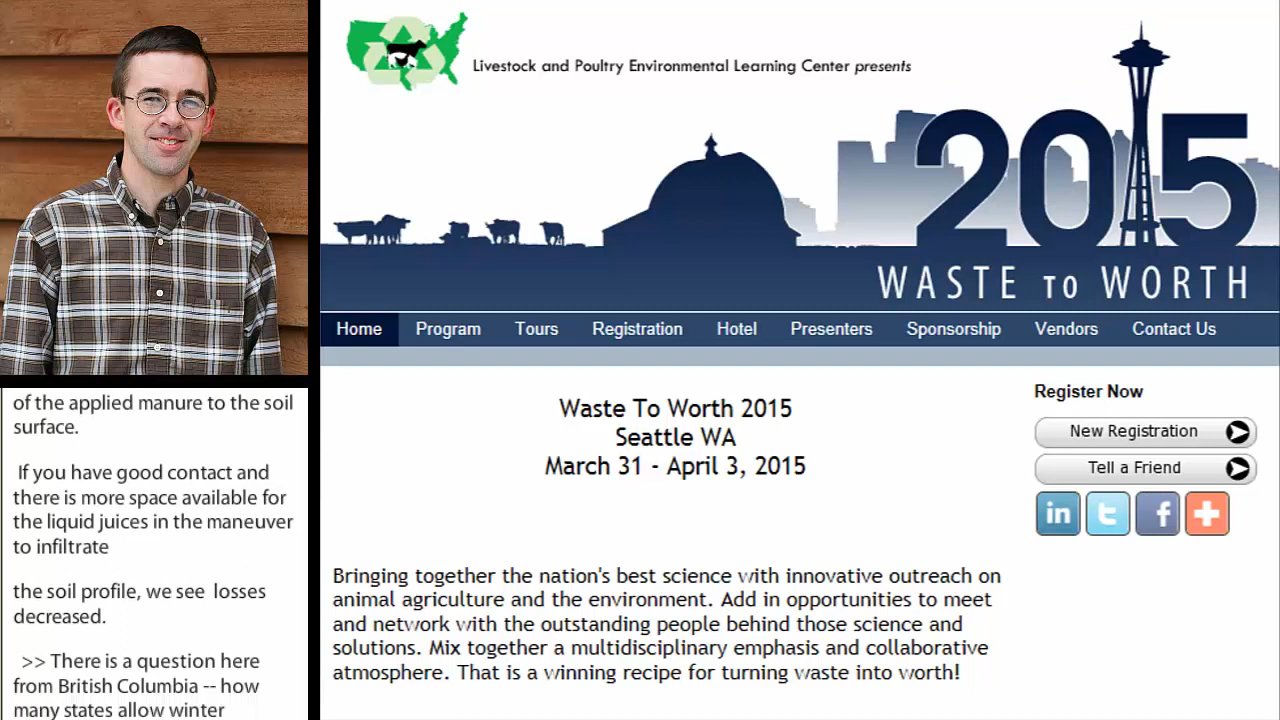 Livestock and Poultry Environmental Learning Center presents
2015
WASTE TO WORTH
Home Program Tours Registration Hotel Presenters Sponsorship Vendors Contact Us
of the applied manure to the soil
surface.
If you have good contact and
there is more space available for
the liquid juices in the maneuver
to infiltrate
the soil profile, we see losses
decreased.
>> There is a question here
from British Columbia -- how
many states allow winter
Waste To Worth 2015
Seattle WA
March 31 - April 3, 2015
Bringing together the nation's best science with innovative outreach on
animal agriculture and the environment. Add in opportunities to meet
and network with the outstanding people behind those science and
solutions. Mix together a multidisciplinary emphasis and collaborative
atmosphere. That is a winning recipe for turning waste into worth!
Register Now
New Registration
Tell a Friend
in t f +